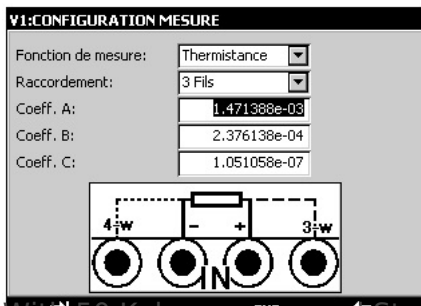 V1:CONFIGURATION MESURE
Fonction de mesure: Thermistance
Raccordement: 3 Fils
Coeff. A: 1.471388e-03
Coeff. B: 2.376138e-04
Coeff. C: 1.051058e-07
4-w - + 3-w
IN